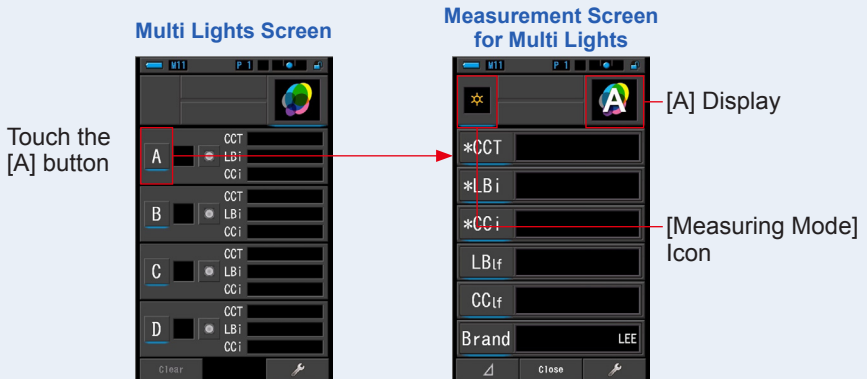 Multi Lights Screen
Measurement Screen
for Multi Lights
Touch the
[A] button
M11 P 1
A
CCT
LBi
CCi
B
CCT
LBi
CCi
C
CCT
LBi
CCi
D
CCT
LBi
CCi
Clear
M11 P 1
A
*CCT
*LBi
*CCi
LBlf
CClf
Brand LEE
Close
[A] Display
[Measuring Mode]
Icon